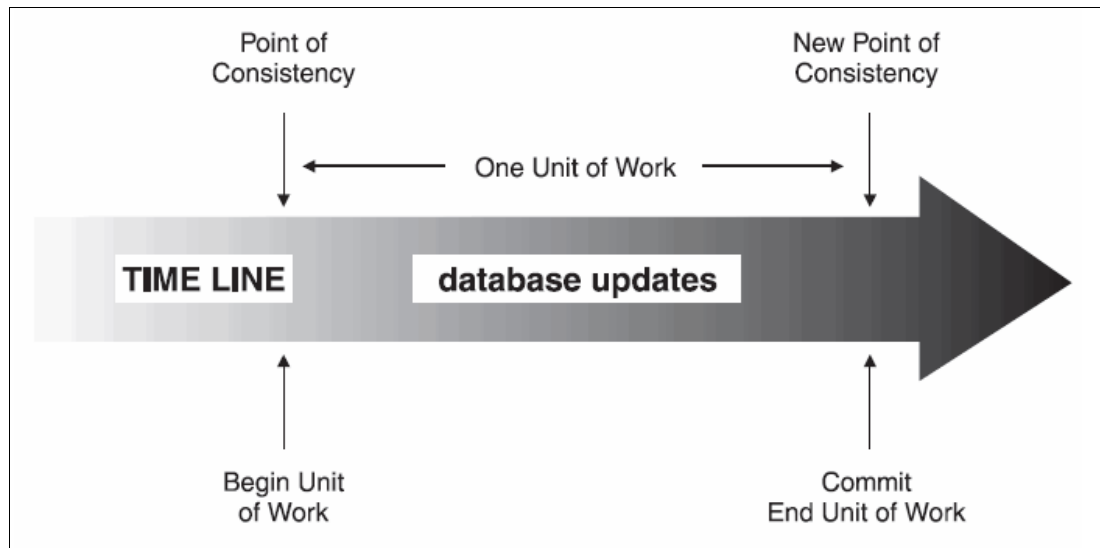 Point of
Consistency
New Point of
Consistency
One Unit of Work
TIME LINE
database updates
Begin Unit
of Work
Commit
End Unit of Work